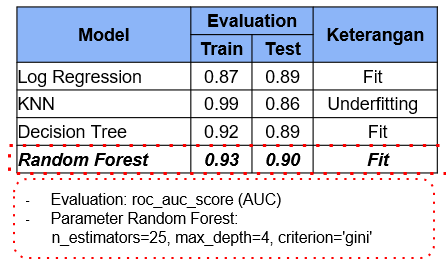 Model Evaluation Keterangan
Train Test
Log Regression 0.87 0.89 Fit
KNN 0.99 0.86 Underfitting
Decision Tree 0.92 0.89 Fit
Random Forest 0.93 0.90 Fit
- Evaluation: roc_auc_score (AUC)
- Parameter Random Forest:
n_estimators=25, max_depth=4, criterion='gini'